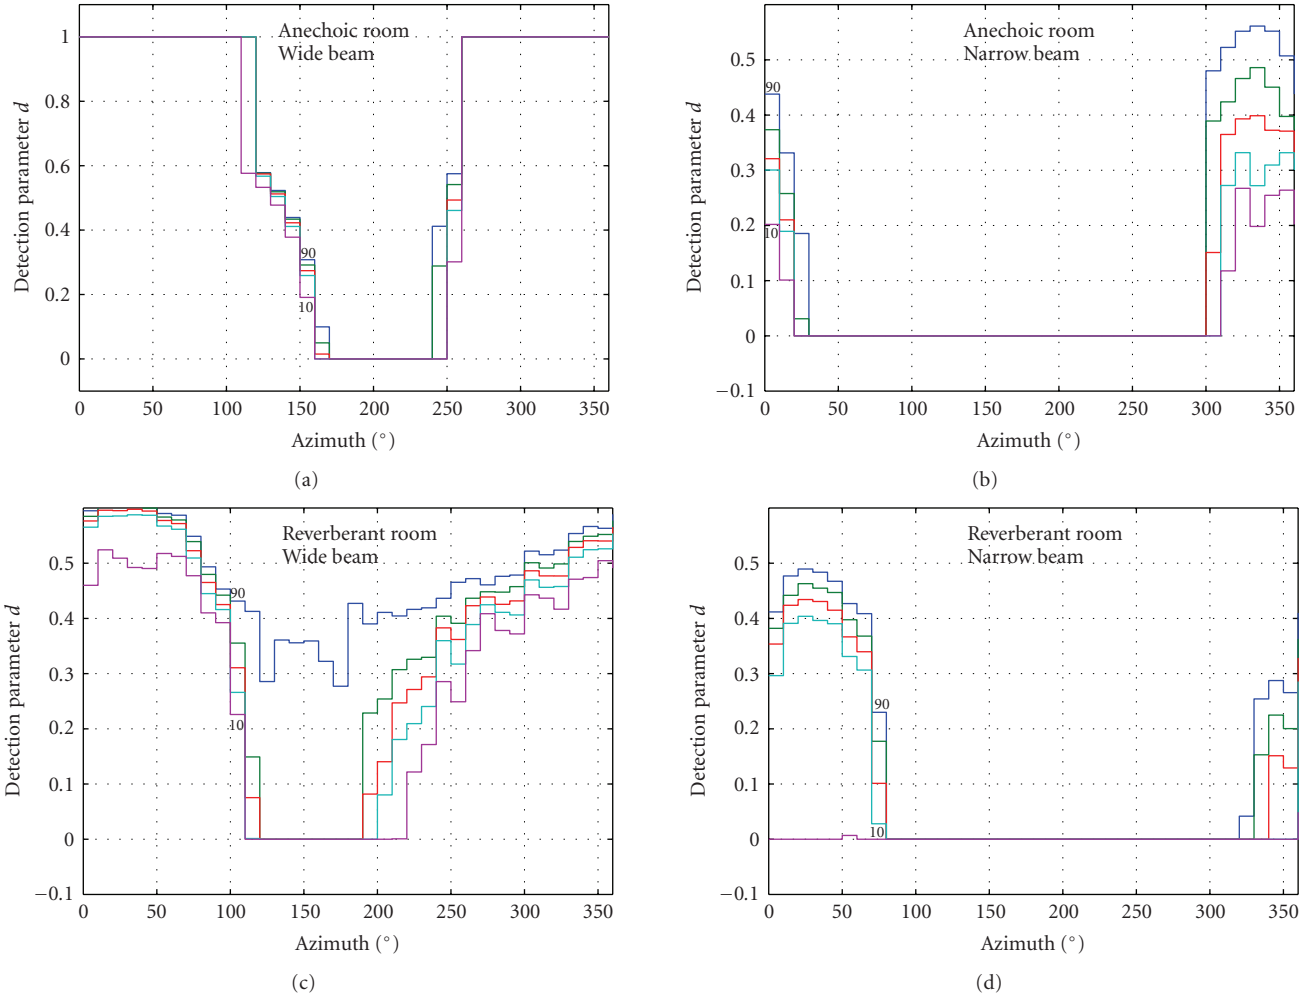 Anechoic room
Wide beam
1
0.8
0.6
0.4
0.2
0
Detection parameter d
90
10
0 50 100 150 200 250 300 350
Azimuth (°)
(a)
Anechoic room
Narrow beam
0.5
0.4
0.3
0.2
0.1
0
−0.1
Detection parameter d
90
10
0 50 100 150 200 250 300 350
Azimuth (°)
(b)
Reverberant room
Wide beam
0.5
0.4
0.3
0.2
0.1
0
−0.1
Detection parameter d
90
10
0 50 100 150 200 250 300 350
Azimuth (°)
(c)
Reverberant room
Narrow beam
0.5
0.4
0.3
0.2
0.1
0
−0.1
Detection parameter d
90
10
0 50 100 150 200 250 300 350
Azimuth (°)
(d)